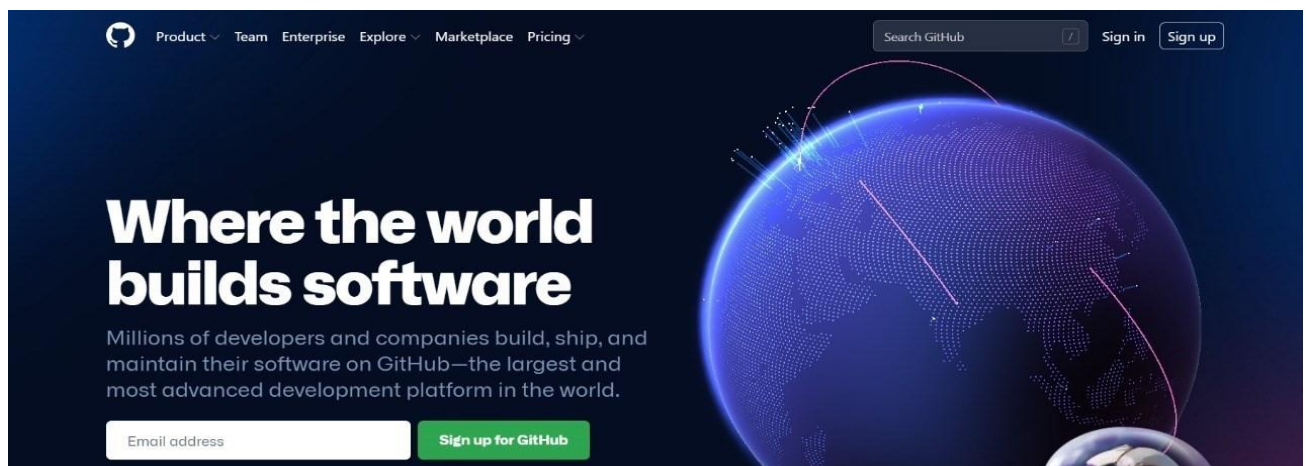 Product Team Enterprise Explore Marketplace Pricing Search GitHub / Sign in Sign up
Where the world
builds software
Millions of developers and companies build, ship, and
maintain their software on GitHub—the largest and
most advanced development platform in the world.
Email address Sign up for GitHub